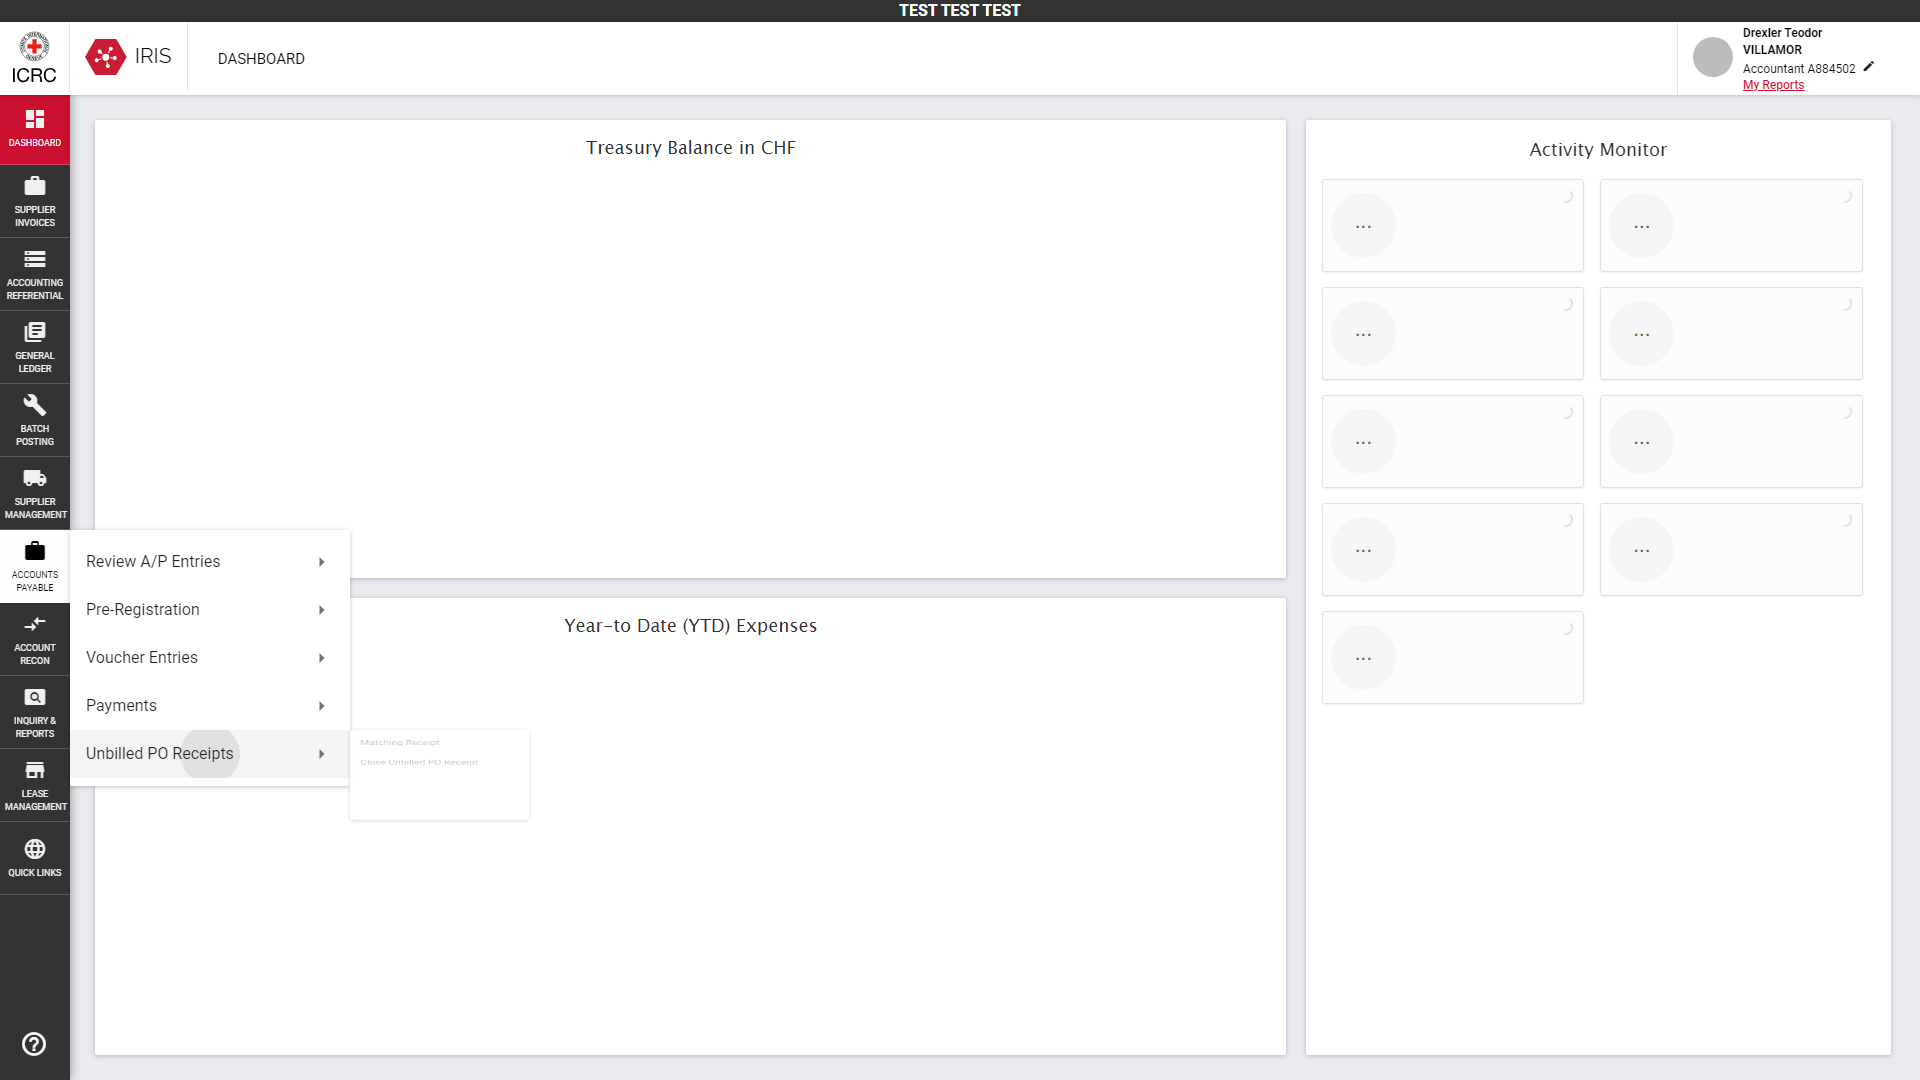 TEST TEST TEST
ICRC
IRIS
DASHBOARD
Drexler Teodor
VILLAMOR
Accountant A884502
My Reports
DASHBOARD
SUPPLIER
INVOICES
ACCOUNTING
REFERENTIAL
GENERAL
LEDGER
BATCH
POSTING
SUPPLIER
MANAGEMENT
ACCOUNTS
PAYABLE
ACCOUNT
RECON
INQUIRY &
REPORTS
LEASE
MANAGEMENT
QUICK LINKS
Review A/P Entries
Pre-Registration
Voucher Entries
Payments
Unbilled PO Receipts
Matching Receipt
Close Unbilled PO Receipt
Treasury Balance in CHF
Year-to Date (YTD) Expenses
Activity Monitor
...
...
...
...
...
...
...
...
...